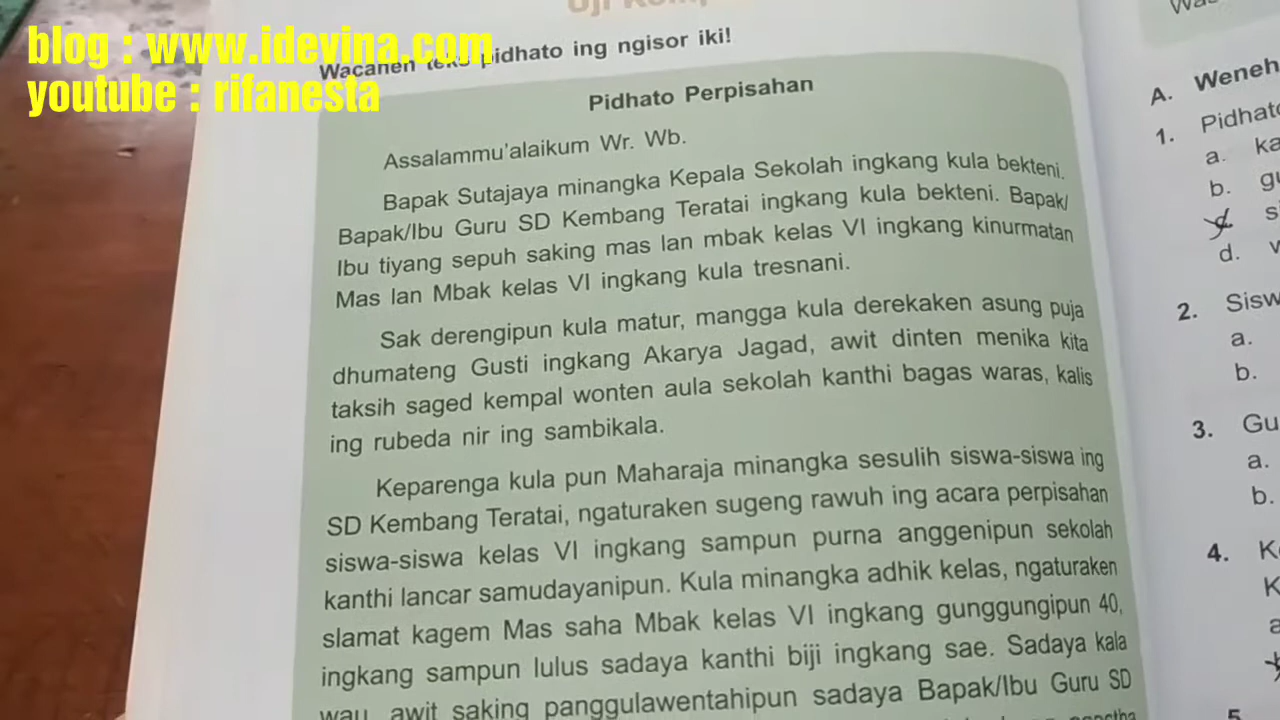 blog : www.idevina.com
youtube : rifanesta
Wacanen teks pidhato ing ngisor iki!
Pidhato Perpisahan
Assalammu'alaikum Wr. Wb.
Bapak Sutajaya minangka Kepala Sekolah ingkang kula bekteni.
Bapak/Ibu Guru SD Kembang Teratai ingkang kula bekteni. Bapak/
Ibu tiyang sepuh saking mas lan mbak kelas VI ingkang kinurmatan
Mas lan Mbak kelas VI ingkang kula tresnani.
Sak derengipun kula matur, mangga kula derekaken asung puja
dhumateng Gusti ingkang Akarya Jagad, awit dinten menika kita
taksih saged kempal wonten aula sekolah kanthi bagas waras, kalis
ing rubeda nir ing sambikala.
Keparenga kula pun Maharaja minangka sesulih siswa-siswa ing
SD Kembang Teratai, ngaturaken sugeng rawuh ing acara perpisahan
siswa-siswa kelas VI ingkang sampun purna anggenipun sekolah
kanthi lancar samudayanipun. Kula minangka adhik kelas, ngaturaken
slamat kagem Mas saha Mbak kelas VI ingkang gunggungipun 40,
ingkang sampun lulus sadaya kanthi biji ingkang sae. Sadaya kala
wau, awit saking panggulawentahipun sadaya Bapak/Ibu Guru SD
A.
1.
a.
b.
d.
2.
a.
b.
3.
a.
b.
4.
5.